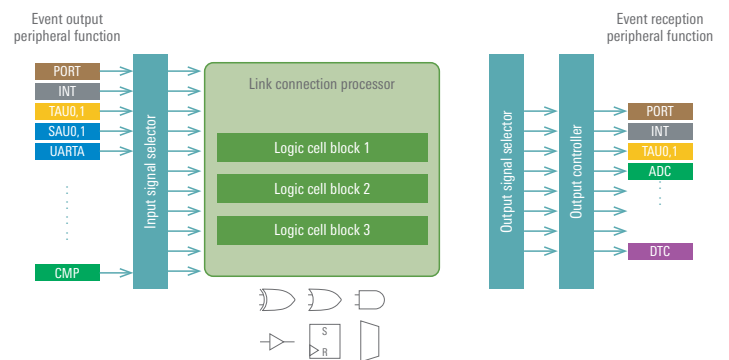 Event output
peripheral function
PORT
INT
TAU0,1
SAU0,1
UARTA
CMP
Input signal selector
Link connection processor
Logic cell block 1
Logic cell block 2
Logic cell block 3
S
R
Output signal selector
Output controller
Event reception
peripheral function
PORT
INT
TAU0,1
ADC
DTC